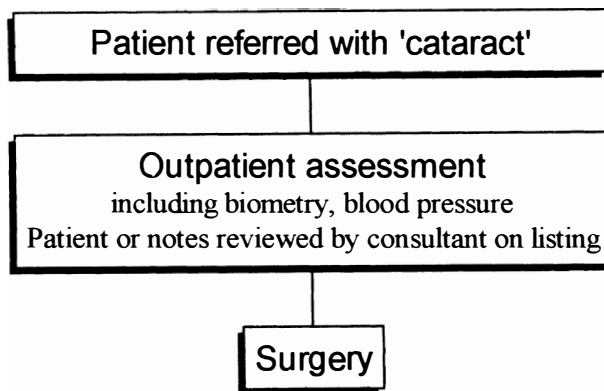 Patient referred with 'cataract'
Outpatient assessment
including biometry, blood pressure
Patient or notes reviewed by consultant on listing
Surgery